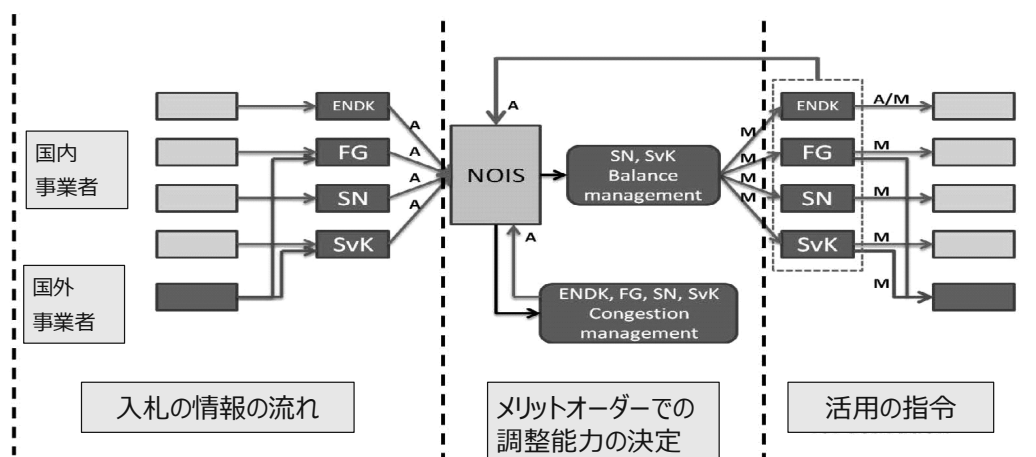 国内
事業者
国外
事業者
ENDK
FG
SN
SvK
A
A
A
A
入札の情報の流れ
A
NOIS
SN, SvK
Balance
management
A
ENDK, FG, SN, SvK
Congestion
management
メリットオーダーでの
調整能力の決定
M
M
M
M
ENDK
FG
SN
SvK
A/M
M
M
M
M
活用の指令